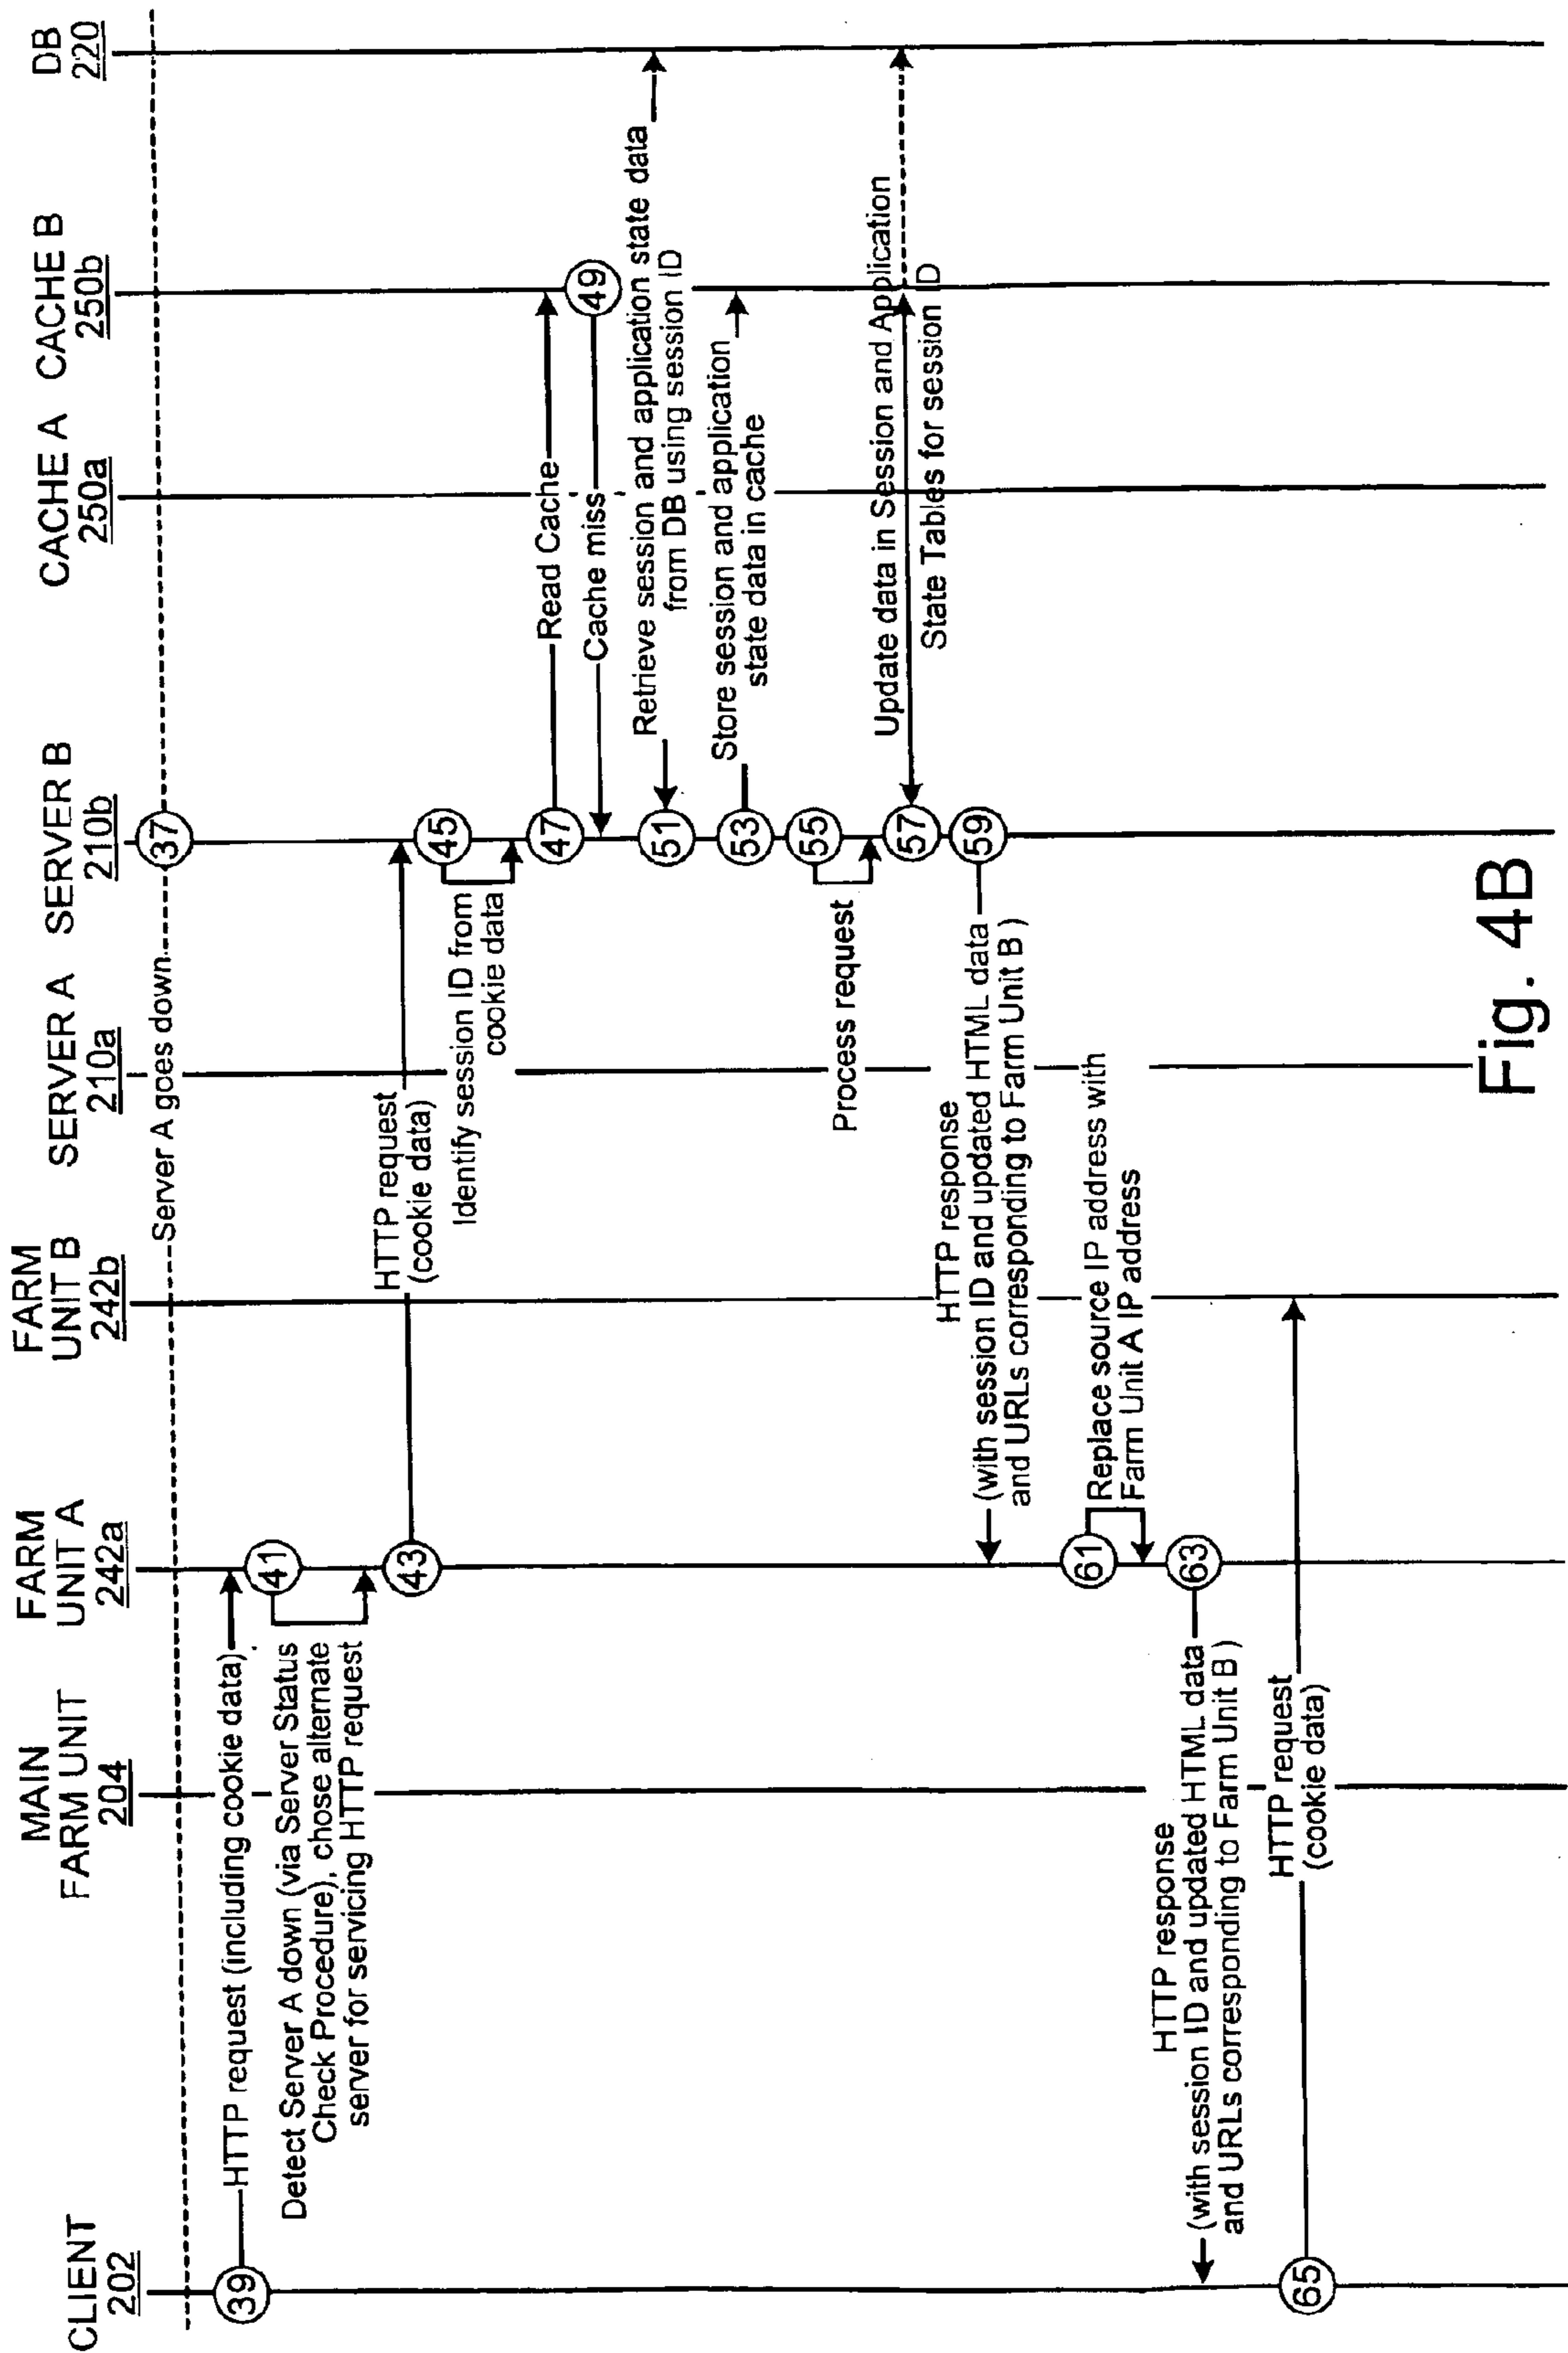 CLIENT
202
MAIN
FARM UNIT
204
FARM
UNIT A
242a
FARM
UNIT B
242b
SERVER A
210a
SERVER B
210b
CACHE A
250a
CACHE B
250b
DB
220
Server A goes down
37
39
HTTP request (including cookie data)
41
Detect Server A down (via Server Status
Check Procedure), chose alternate
server for servicing HTTP request
43
HTTP request
(cookie data)
45
Identify session ID from
cookie data
47
Read Cache
49
Cache miss
51
Retrieve session and application state data
from DB using session ID
53
Store session and application
state data in cache
55
Process request
57
Update data in Session and Application
State Tables for session ID
59
HTTP response
(with session ID and updated HTML data
and URLs corresponding to Farm Unit B )
61
Replace source IP address with
Farm Unit A IP address
63
HTTP response
(with session ID and updated HTML data
and URLs corresponding to Farm Unit B )
65
HTTP request
(cookie data)
Fig. 4B